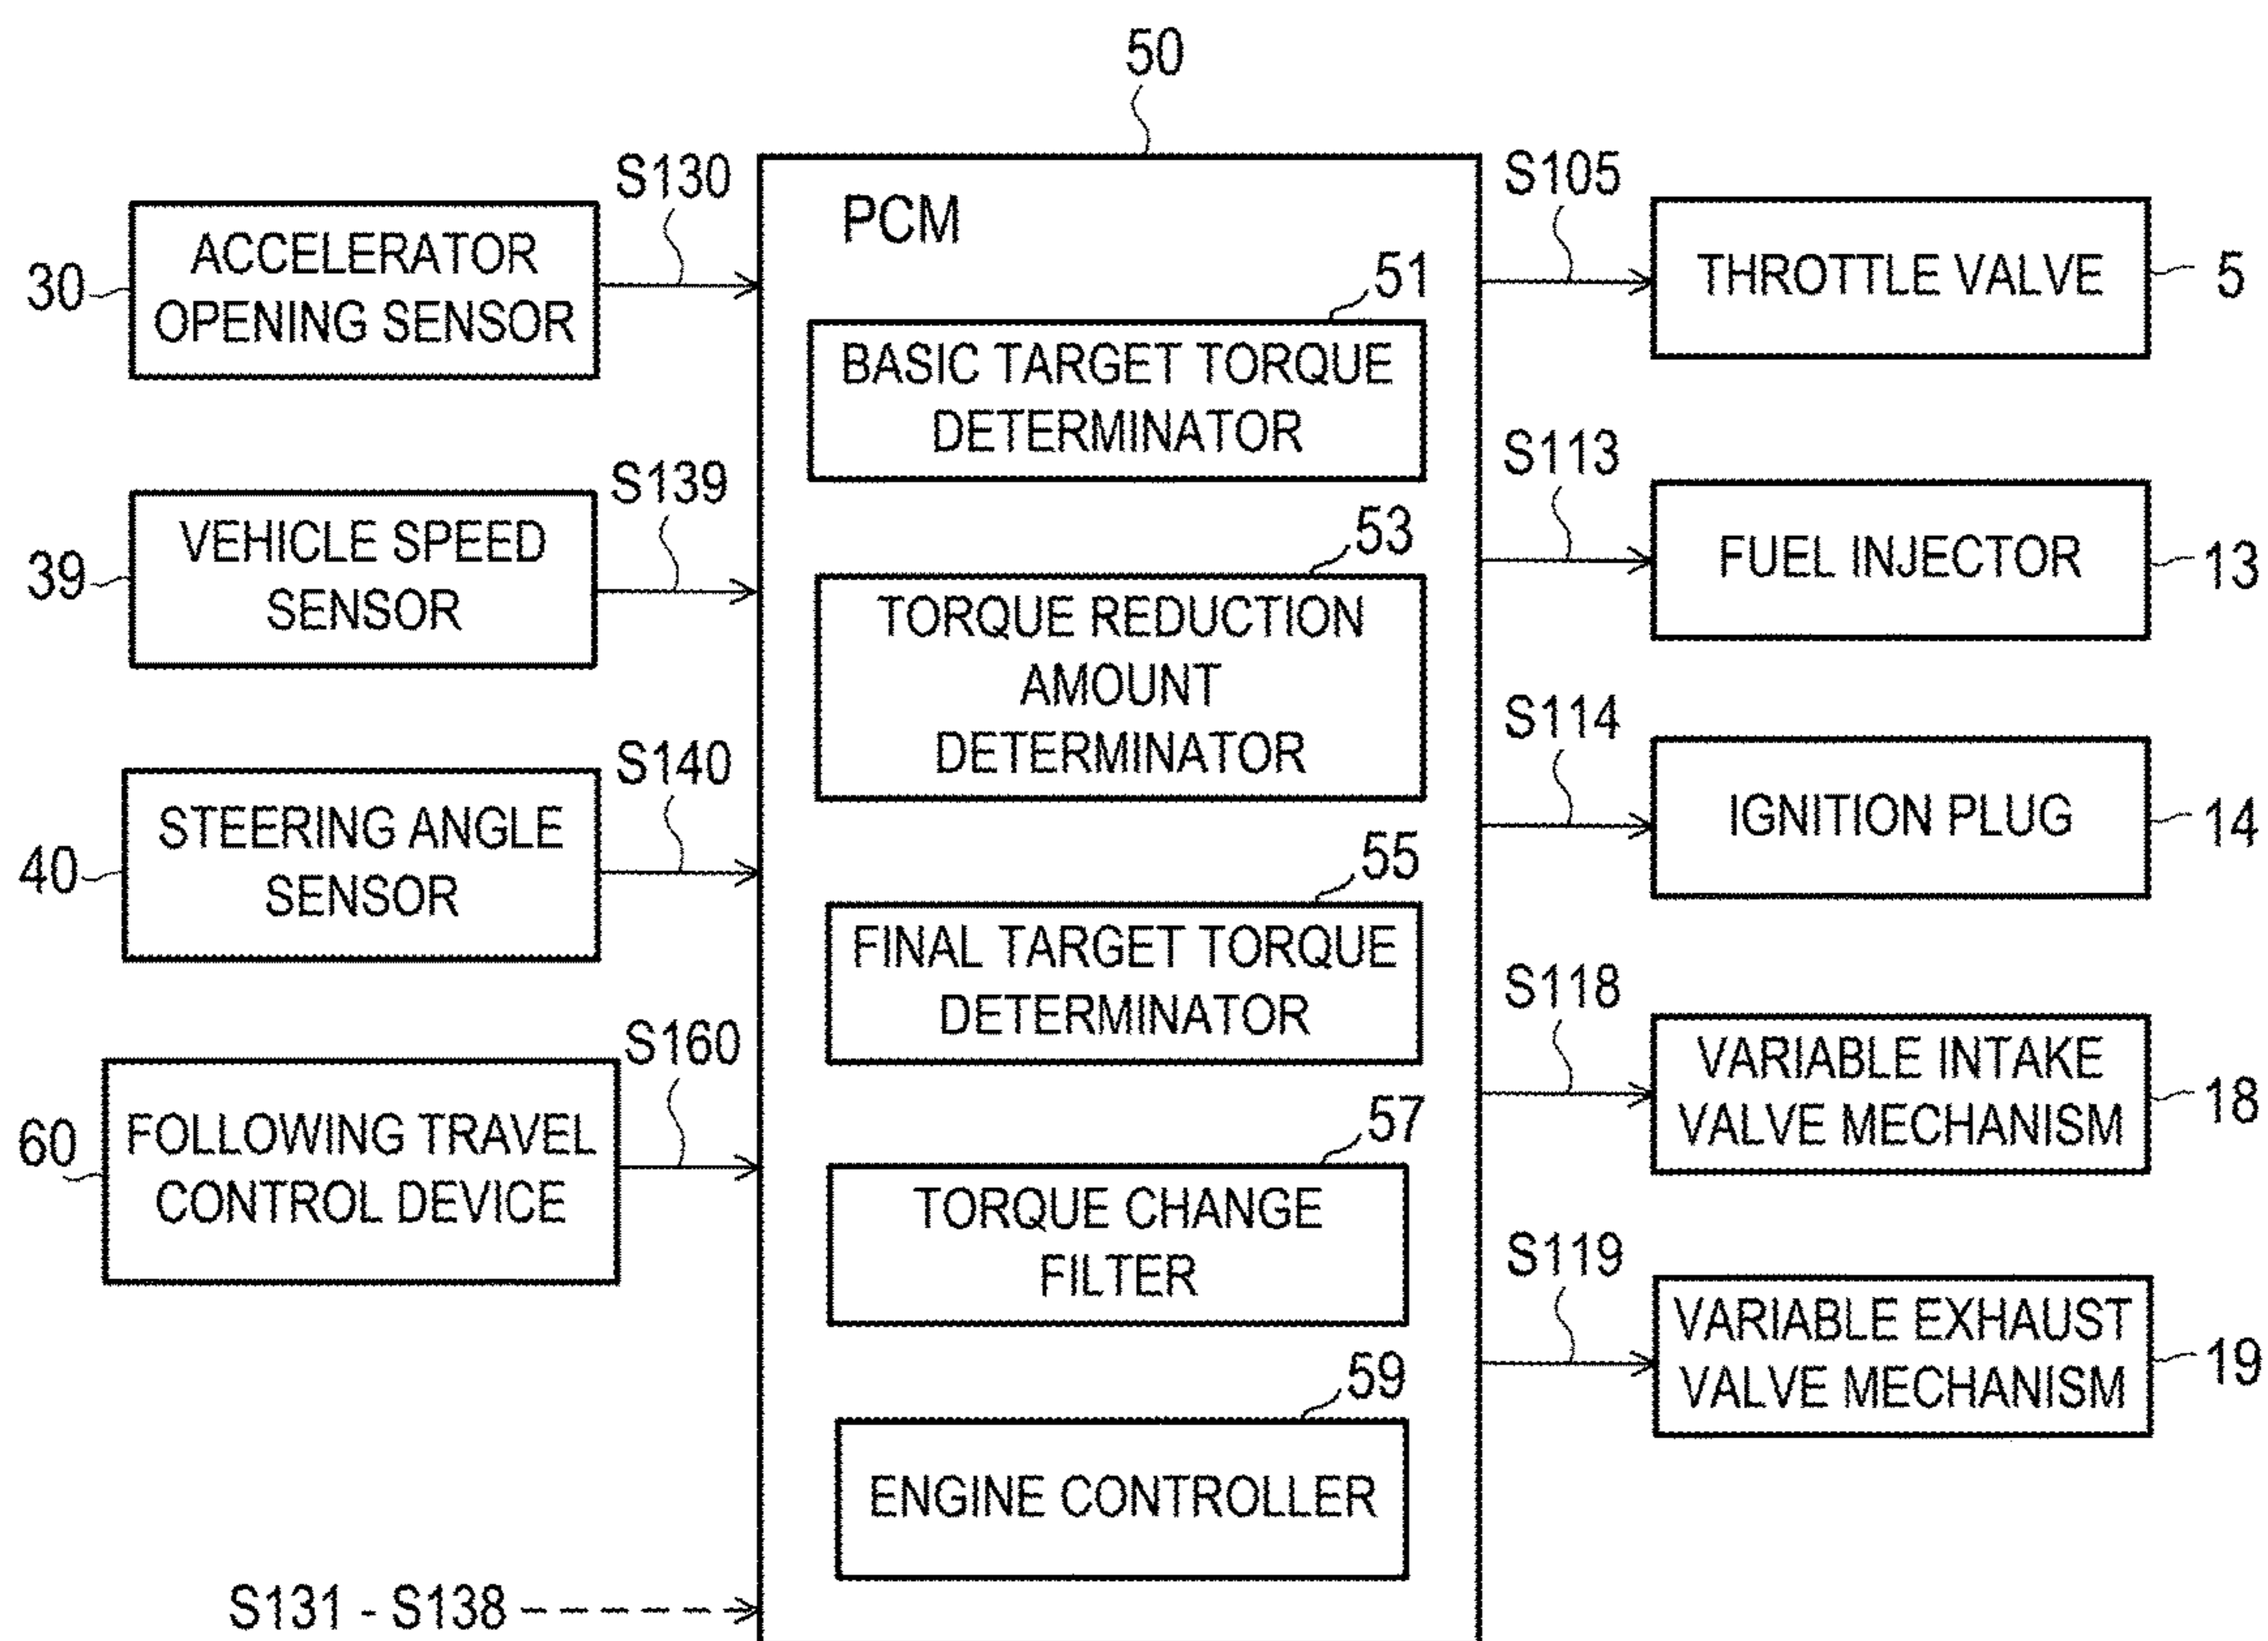 50
S130
ACCELERATOR
OPENING SENSOR
30
S139
VEHICLE SPEED
SENSOR
39
S140
STEERING ANGLE
SENSOR
40
S160
FOLLOWING TRAVEL
CONTROL DEVICE
60
S131 - S138
PCM
51
BASIC TARGET TORQUE
DETERMINATOR
53
TORQUE REDUCTION
AMOUNT
DETERMINATOR
55
FINAL TARGET TORQUE
DETERMINATOR
57
TORQUE CHANGE
FILTER
59
ENGINE CONTROLLER
S105
THROTTLE VALVE
5
S113
FUEL INJECTOR
13
S114
IGNITION PLUG
14
S118
VARIABLE INTAKE
VALVE MECHANISM
18
S119
VARIABLE EXHAUST
VALVE MECHANISM
19